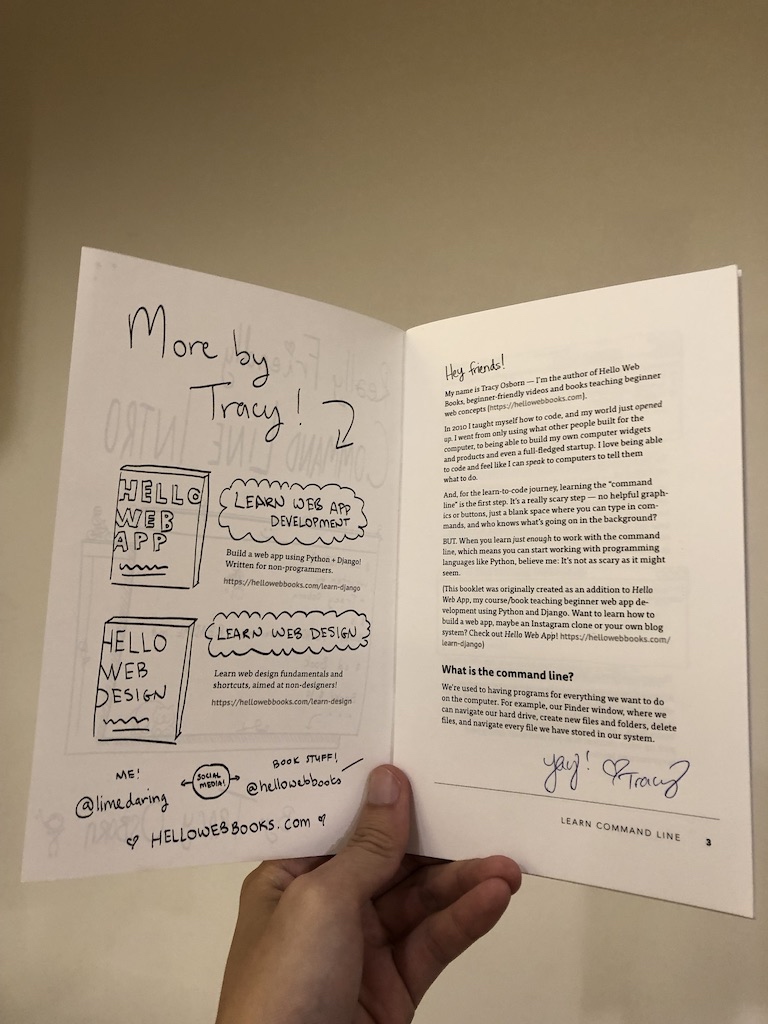 More by
Tracy!
HELLO
WEB
APP
LEARN WEB APP
DEVELOPMENT
Build a web app using Python + Django!
Written for non-programmers.
https://hellowebbooks.com/learn-django
HELLO
WEB
DESIGN
LEARN WEB DESIGN
Learn web design fundamentals and
shortcuts, aimed at non-designers!
https://hellowebbooks.com/learn-design
ME!
@limedaring
SOCIAL
MEDIA!
BOOK STUFF!
@hellowebbooks
♡ HELLOWEBBOOKS.com ♡
Hey friends!
My name is Tracy Osborn — I'm the author of Hello Web
Books, beginner-friendly videos and books teaching beginner
web concepts (https://hellowebbooks.com).
In 2010 I taught myself how to code, and my world just opened
up. I went from only using what other people built for the
computer, to being able to build my own computer widgets
and products and even a full-fledged startup. I love being able
to code and feel like I can speak to computers to tell them
what to do.
And, for the learn-to-code journey, learning the "command
line" is the first step. It's a really scary step — no helpful graph-
ics or buttons, just a blank space where you can type in com-
mands, and who knows what's going on in the background?
BUT. When you learn just enough to work with the command
line, which means you can start working with programming
languages like Python, believe me: It's not as scary as it might
seem.
(This booklet was originally created as an addition to Hello
Web App, my course/book teaching beginner web app de-
velopment using Python and Django. Want to learn how to
build a web app, maybe an Instagram clone or your own blog
system? Check out Hello Web App! https://hellowebbooks.com/
learn-django)
What is the command line?
We're used to having programs for everything we want to do
on the computer. For example, our Finder window, where we
can navigate our hard drive, create new files and folders, delete
files, and navigate every file we have stored in our system.
yay! ♡Tracy
LEARN COMMAND LINE 3